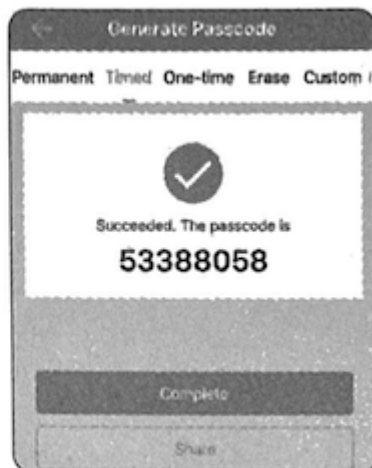 Generate Passcode
Permanent Timed One-time Erase Custom
Succeeded. The passcode is
53388058
Complete
Share